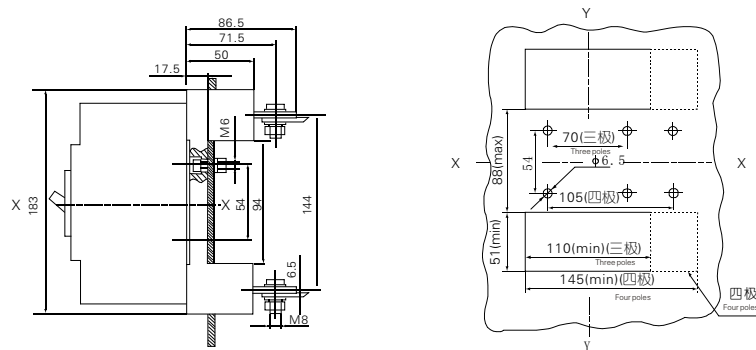 86.5
71.5
50
17.5
M6
X
183
X
54
94
144
6.5
M8
Y
70(三极)
Three poles
88(max)
54
X
X
ϕ6.5
105(四极)
51(min)
110(min)(三极)
Three poles
145(min)(四极)
Four poles
四极
Four poles
Y